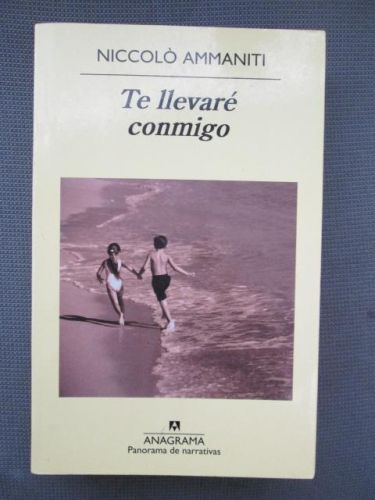 NICCOLÒ AMMANITI
Te llevaré
conmigo
ANAGRAMA
Panorama de narrativas